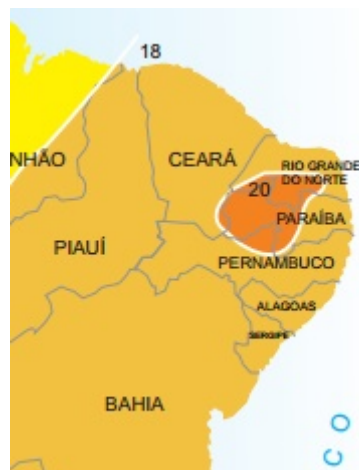 18
NHÃO
CEARÁ
RIO GRANDE
DO NORTE
20
PARAÍBA
PIAUÍ
PERNAMBUCO
ALAGOAS
SERGIPE
BAHIA
C O